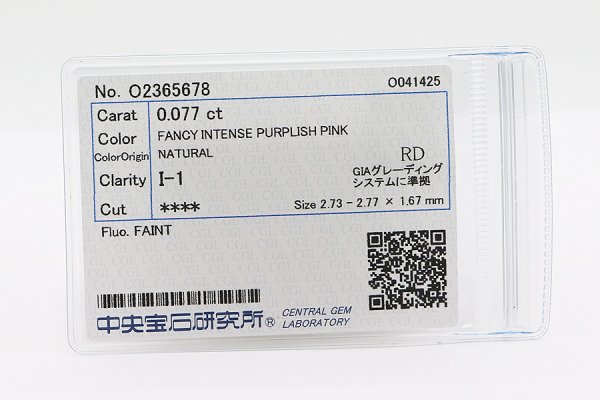 No. O2365678 O041425
Carat 0.077 ct
Color FANCY INTENSE PURPLISH PINK
ColorOrigin NATURAL RD
Clarity I-1 GIAグレーディング
システムに準拠
Cut **** Size 2.73 - 2.77 × 1.67 mm
Fluo. FAINT
中央宝石研究所® CENTRAL GEM
LABORATORY